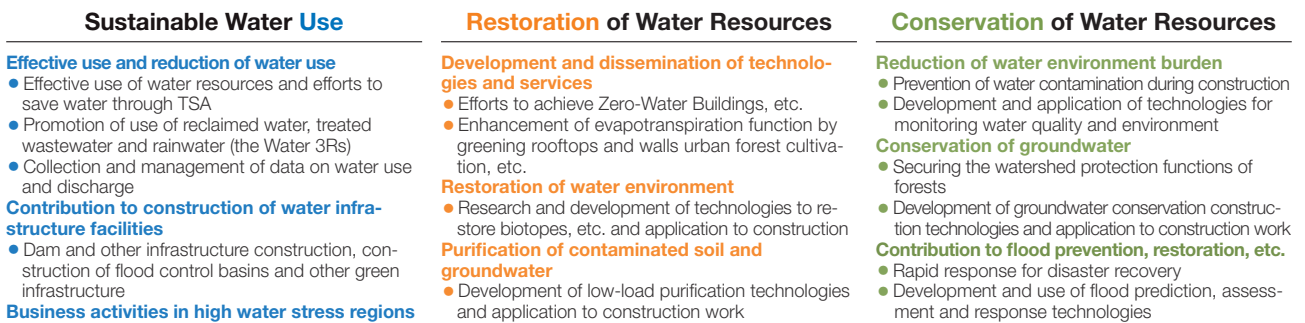 Sustainable Water Use
Effective use and reduction of water use
● Effective use of water resources and efforts to
save water through TSA
● Promotion of use of reclaimed water, treated
wastewater and rainwater (the Water 3Rs)
● Collection and management of data on water use
and discharge
Contribution to construction of water infra-
structure facilities
● Dam and other infrastructure construction, con-
struction of flood control basins and other green
infrastructure
Business activities in high water stress regions
Restoration of Water Resources
Development and dissemination of technolo-
gies and services
● Efforts to achieve Zero-Water Buildings, etc.
● Enhancement of evapotranspiration function by
greening rooftops and walls urban forest cultiva-
tion, etc.
Restoration of water environment
● Research and development of technologies to re-
store biotopes, etc. and application to construction
Purification of contaminated soil and
groundwater
● Development of low-load purification technologies
and application to construction work
Conservation of Water Resources
Reduction of water environment burden
● Prevention of water contamination during construction
● Development and application of technologies for
monitoring water quality and environment
Conservation of groundwater
● Securing the watershed protection functions of
forests
● Development of groundwater conservation construc-
tion technologies and application to construction work
Contribution to flood prevention, restoration, etc.
● Rapid response for disaster recovery
● Development and use of flood prediction, assess-
ment and response technologies